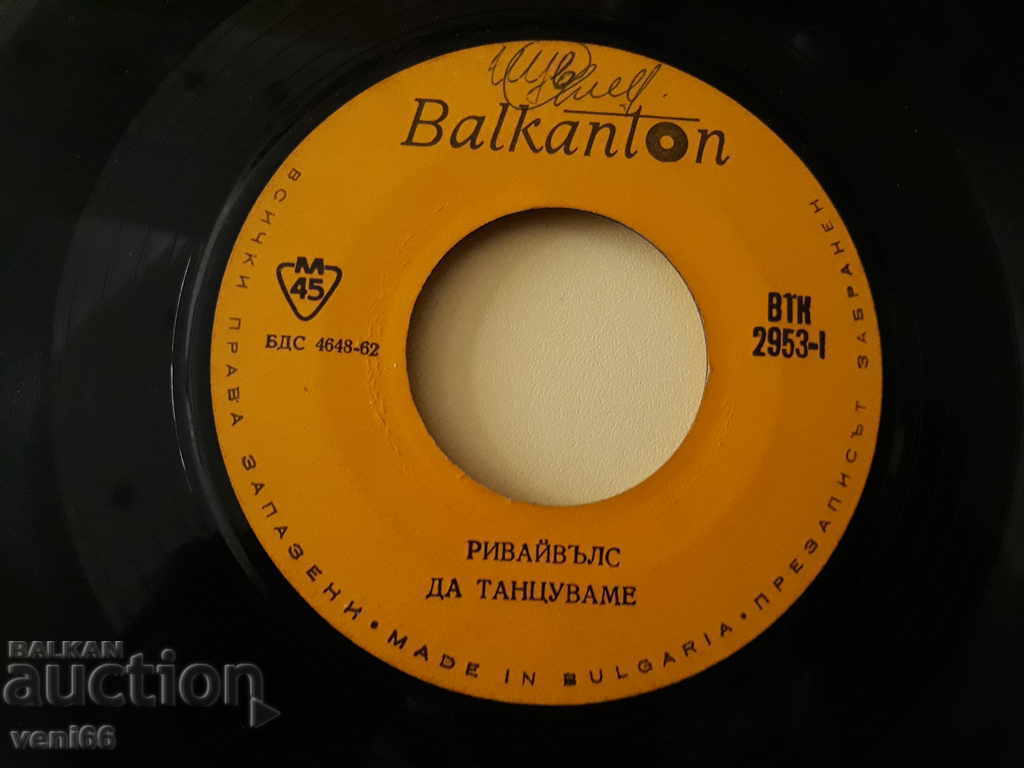 Balkanton
M
45
БДС 4648-62
ВТК
2953-I
РИВАЙВЪЛС
ДА ТАНЦУВАМЕ
ВСИЧКИ ПРАВА ЗАПАЗЕНИ • MADE IN BULGARIA • ПРЕЗАПИСЪТ ЗАБРАНЕН
BALKAN
auction
veni66